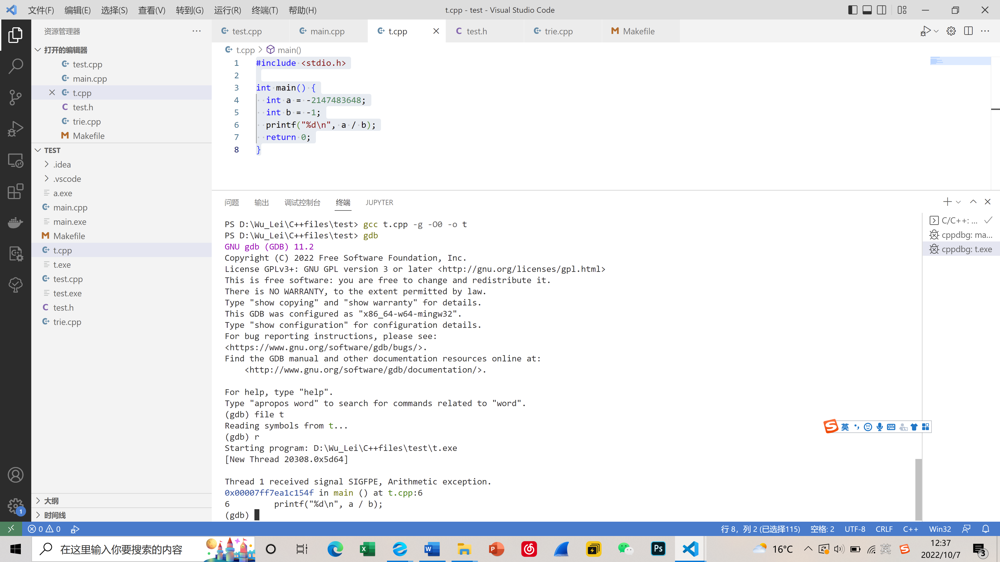 文件(F) 编辑(E) 选择(S) 查看(V) 转到(G) 运行(R) 终端(T) 帮助(H) t.cpp - test - Visual Studio Code
资源管理器
打开的编辑器
test.cpp
main.cpp
t.cpp
test.h
trie.cpp
Makefile
TEST
.idea
.vscode
a.exe
main.cpp
main.exe
Makefile
t.cpp
t.exe
test.cpp
test.exe
test.h
trie.cpp
大纲
时间线
1
test.cpp main.cpp t.cpp test.h trie.cpp Makefile
t.cpp > main()
1 #include <stdio.h>
2
3 int main() {
4 int a = -2147483648;
5 int b = -1;
6 printf("%d\n", a / b);
7 return 0;
8 }
问题 输出 调试控制台 终端 JUPYTER
PS D:\Wu_Lei\C++files\test> gcc t.cpp -g -O0 -o t
PS D:\Wu_Lei\C++files\test> gdb
GNU gdb (GDB) 11.2
Copyright (C) 2022 Free Software Foundation, Inc.
License GPLv3+: GNU GPL version 3 or later <http://gnu.org/licenses/gpl.html>
This is free software: you are free to change and redistribute it.
There is NO WARRANTY, to the extent permitted by law.
Type "show copying" and "show warranty" for details.
This GDB was configured as "x86_64-w64-mingw32".
Type "show configuration" for configuration details.
For bug reporting instructions, please see:
<https://www.gnu.org/software/gdb/bugs/>.
Find the GDB manual and other documentation resources online at:
<http://www.gnu.org/software/gdb/documentation/>.
For help, type "help".
Type "apropos word" to search for commands related to "word".
(gdb) file t
Reading symbols from t...
(gdb) r
Starting program: D:\Wu_Lei\C++files\test\t.exe
[New Thread 20308.0x5d64]
Thread 1 received signal SIGFPE, Arithmetic exception.
0x00007ff7ea1c154f in main () at t.cpp:6
6 printf("%d\n", a / b);
(gdb)
C/C++: ...
cppdbg: ma...
cppdbg: t.exe
英
0 0 行 8，列 2 (已选择115) 空格: 2 UTF-8 CRLF C++ Win32
在这里输入你要搜索的内容
16°C 英 12:37
2022/10/7 3